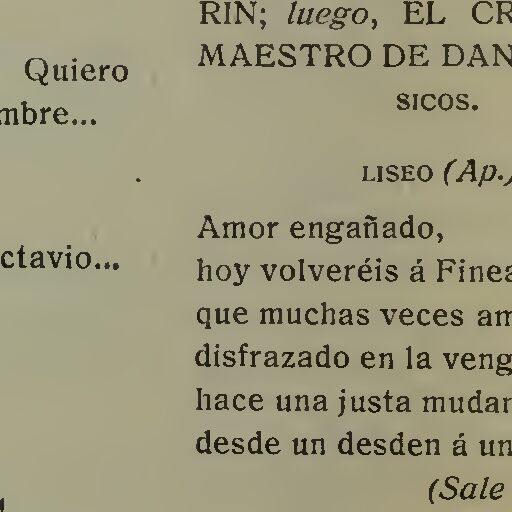 Quiero
mbre...
ctavio...
RIN; luego, EL CR
MAESTRO DE DAN
SICOS.
LISEO (Ap.)
Amor engañado,
hoy volveréis á Finea
que muchas veces am
disfrazado en la veng
hace una justa mudan
desde un desden á un
(Sale